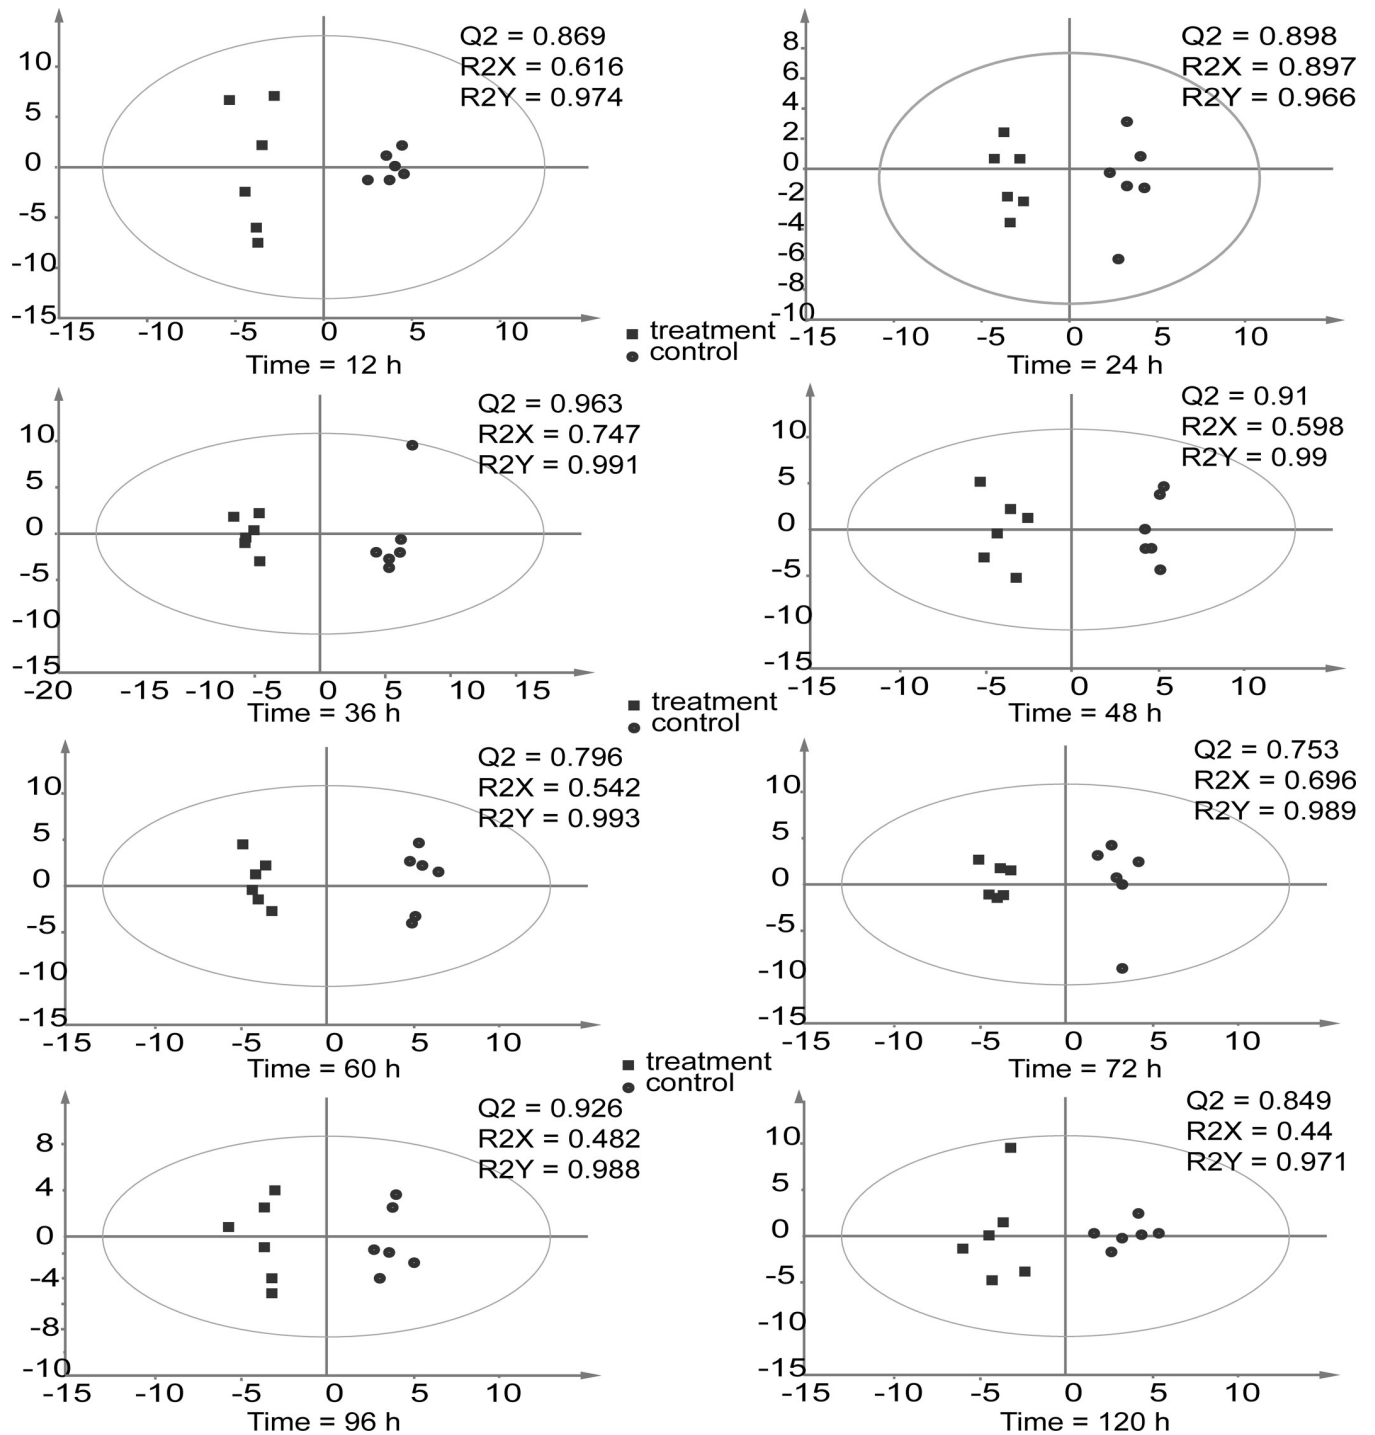 Q2 = 0.869
R2X = 0.616
R2Y = 0.974
10
5
0
-5
-10
-15
-15 -10 -5 0 5 10
Time = 12 h
Q2 = 0.898
R2X = 0.897
R2Y = 0.966
8
6
4
2
0
-2
-4
-6
-8
-10
-15 -10 -5 0 5 10
Time = 24 h
treatment
control
Q2 = 0.963
R2X = 0.747
R2Y = 0.991
10
5
0
-5
-10
-15
-20 -15 -10 -5 0 5 10 15
Time = 36 h
Q2 = 0.91
R2X = 0.598
R2Y = 0.99
10
5
0
-5
-10
-15
-15 -10 -5 0 5 10
Time = 48 h
treatment
control
Q2 = 0.796
R2X = 0.542
R2Y = 0.993
10
5
0
-5
-10
-15
-15 -10 -5 0 5 10
Time = 60 h
Q2 = 0.753
R2X = 0.696
R2Y = 0.989
10
5
0
-5
-10
-15
-15 -10 -5 0 5 10
Time = 72 h
treatment
control
Q2 = 0.926
R2X = 0.482
R2Y = 0.988
8
4
0
-4
-8
-10
-15 -10 -5 0 5 10
Time = 96 h
Q2 = 0.849
R2X = 0.44
R2Y = 0.971
10
5
0
-5
-10
-15
-15 -10 -5 0 5 10
Time = 120 h